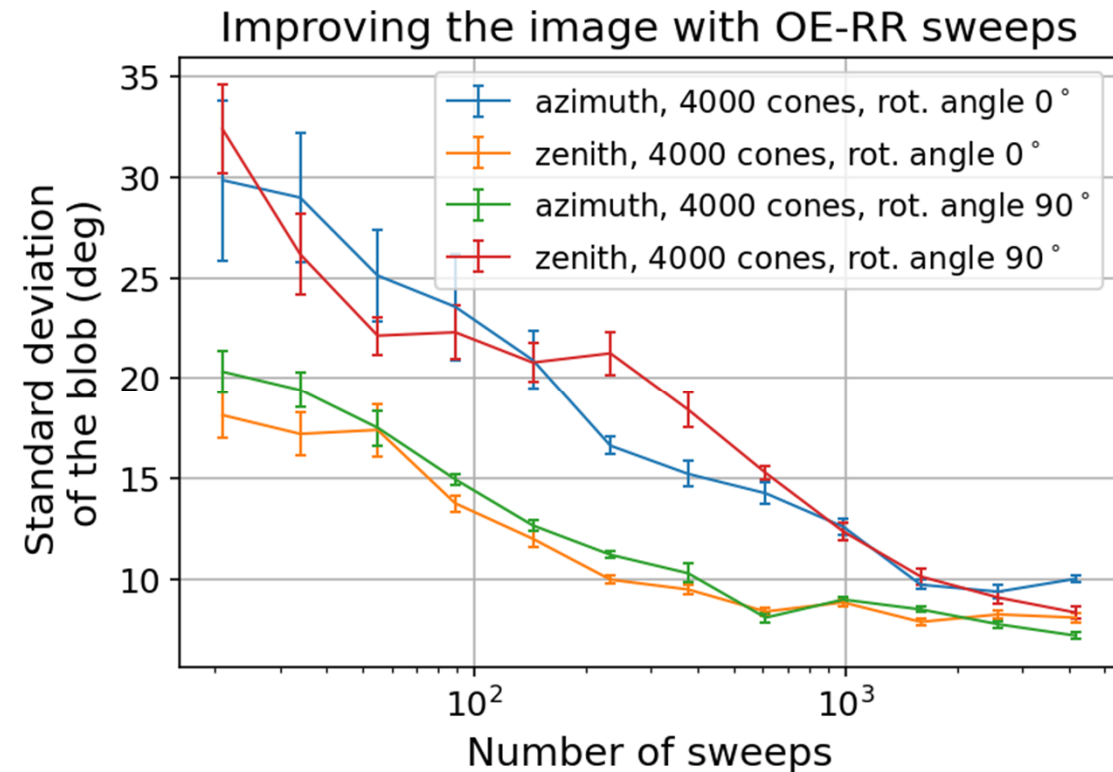 Improving the image with OE-RR sweeps
35
30
25
20
15
10
Standard deviation
of the blob (deg)
azimuth, 4000 cones, rot. angle 0°
zenith, 4000 cones, rot. angle 0°
azimuth, 4000 cones, rot. angle 90°
zenith, 4000 cones, rot. angle 90°
10² 10³
Number of sweeps